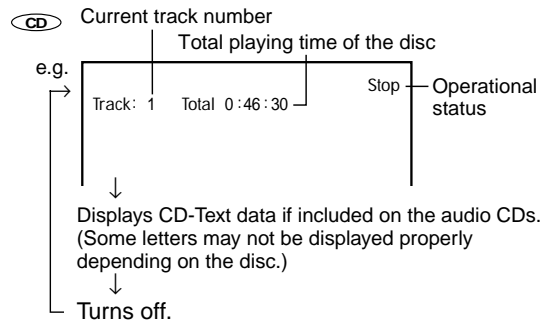 CD Current track number
Total playing time of the disc
e.g.
Track: 1 Total 0:46:30 Stop Operational
status
Displays CD-Text data if included on the audio CDs.
(Some letters may not be displayed properly
depending on the disc.)
Turns off.